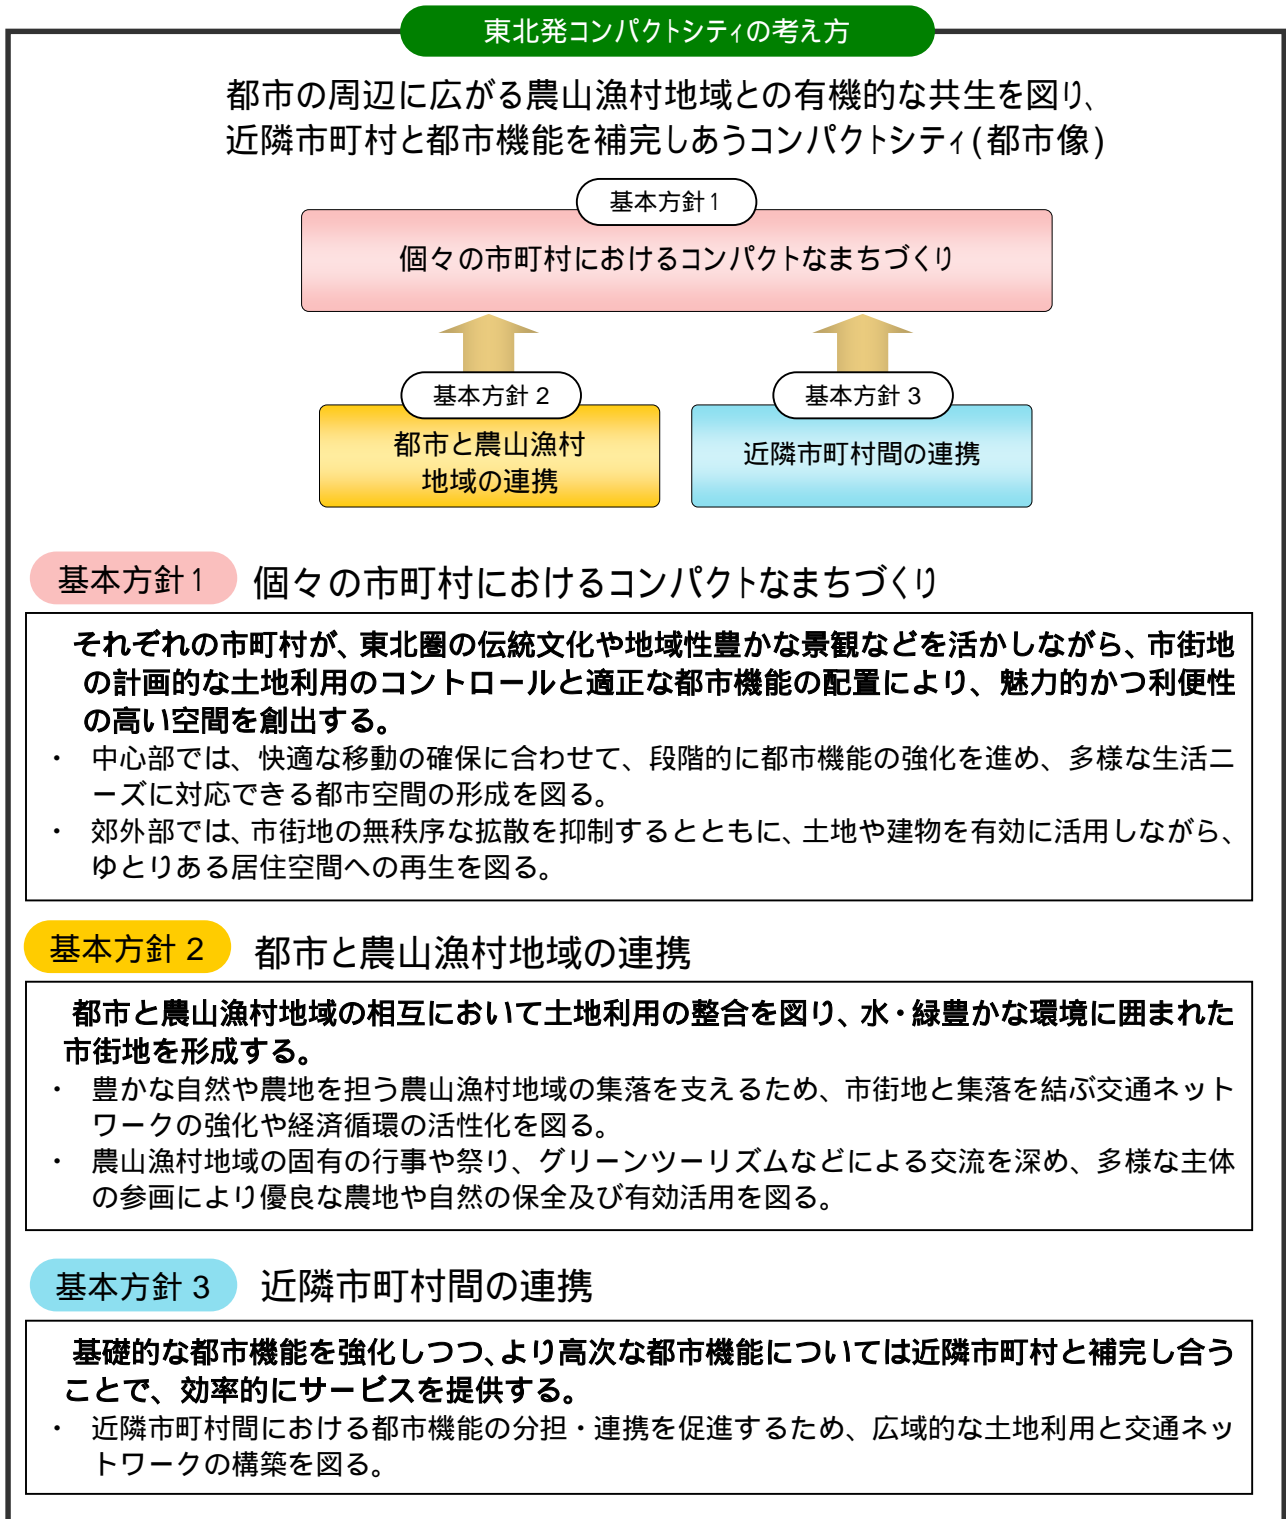 東北発コンパクトシティの考え方
都市の周辺に広がる農山漁村地域との有機的な共生を図り、
近隣市町村と都市機能を補完しあうコンパクトシティ(都市像)
基本方針1
個々の市町村におけるコンパクトなまちづくり
基本方針 2
基本方針 3
都市と農山漁村
地域の連携
近隣市町村間の連携
基本方針1 個々の市町村におけるコンパクトなまちづくり
それぞれの市町村が、東北圏の伝統文化や地域性豊かな景観などを活かしながら、市街地
の計画的な土地利用のコントロールと適正な都市機能の配置により、魅力的かつ利便性
の高い空間を創出する。
・ 中心部では、快適な移動の確保に合わせて、段階的に都市機能の強化を進め、多様な生活ニ
ーズに対応できる都市空間の形成を図る。
・ 郊外部では、市街地の無秩序な拡散を抑制するとともに、土地や建物を有効に活用しながら、
ゆとりある居住空間への再生を図る。
基本方針 2 都市と農山漁村地域の連携
都市と農山漁村地域の相互において土地利用の整合を図り、水・緑豊かな環境に囲まれた
市街地を形成する。
・ 豊かな自然や農地を担う農山漁村地域の集落を支えるため、市街地と集落を結ぶ交通ネット
ワークの強化や経済循環の活性化を図る。
・ 農山漁村地域の固有の行事や祭り、グリーンツーリズムなどによる交流を深め、多様な主体
の参画により優良な農地や自然の保全及び有効活用を図る。
基本方針 3 近隣市町村間の連携
基礎的な都市機能を強化しつつ、より高次な都市機能については近隣市町村と補完し合う
ことで、効率的にサービスを提供する。
・ 近隣市町村間における都市機能の分担・連携を促進するため、広域的な土地利用と交通ネッ
トワークの構築を図る。